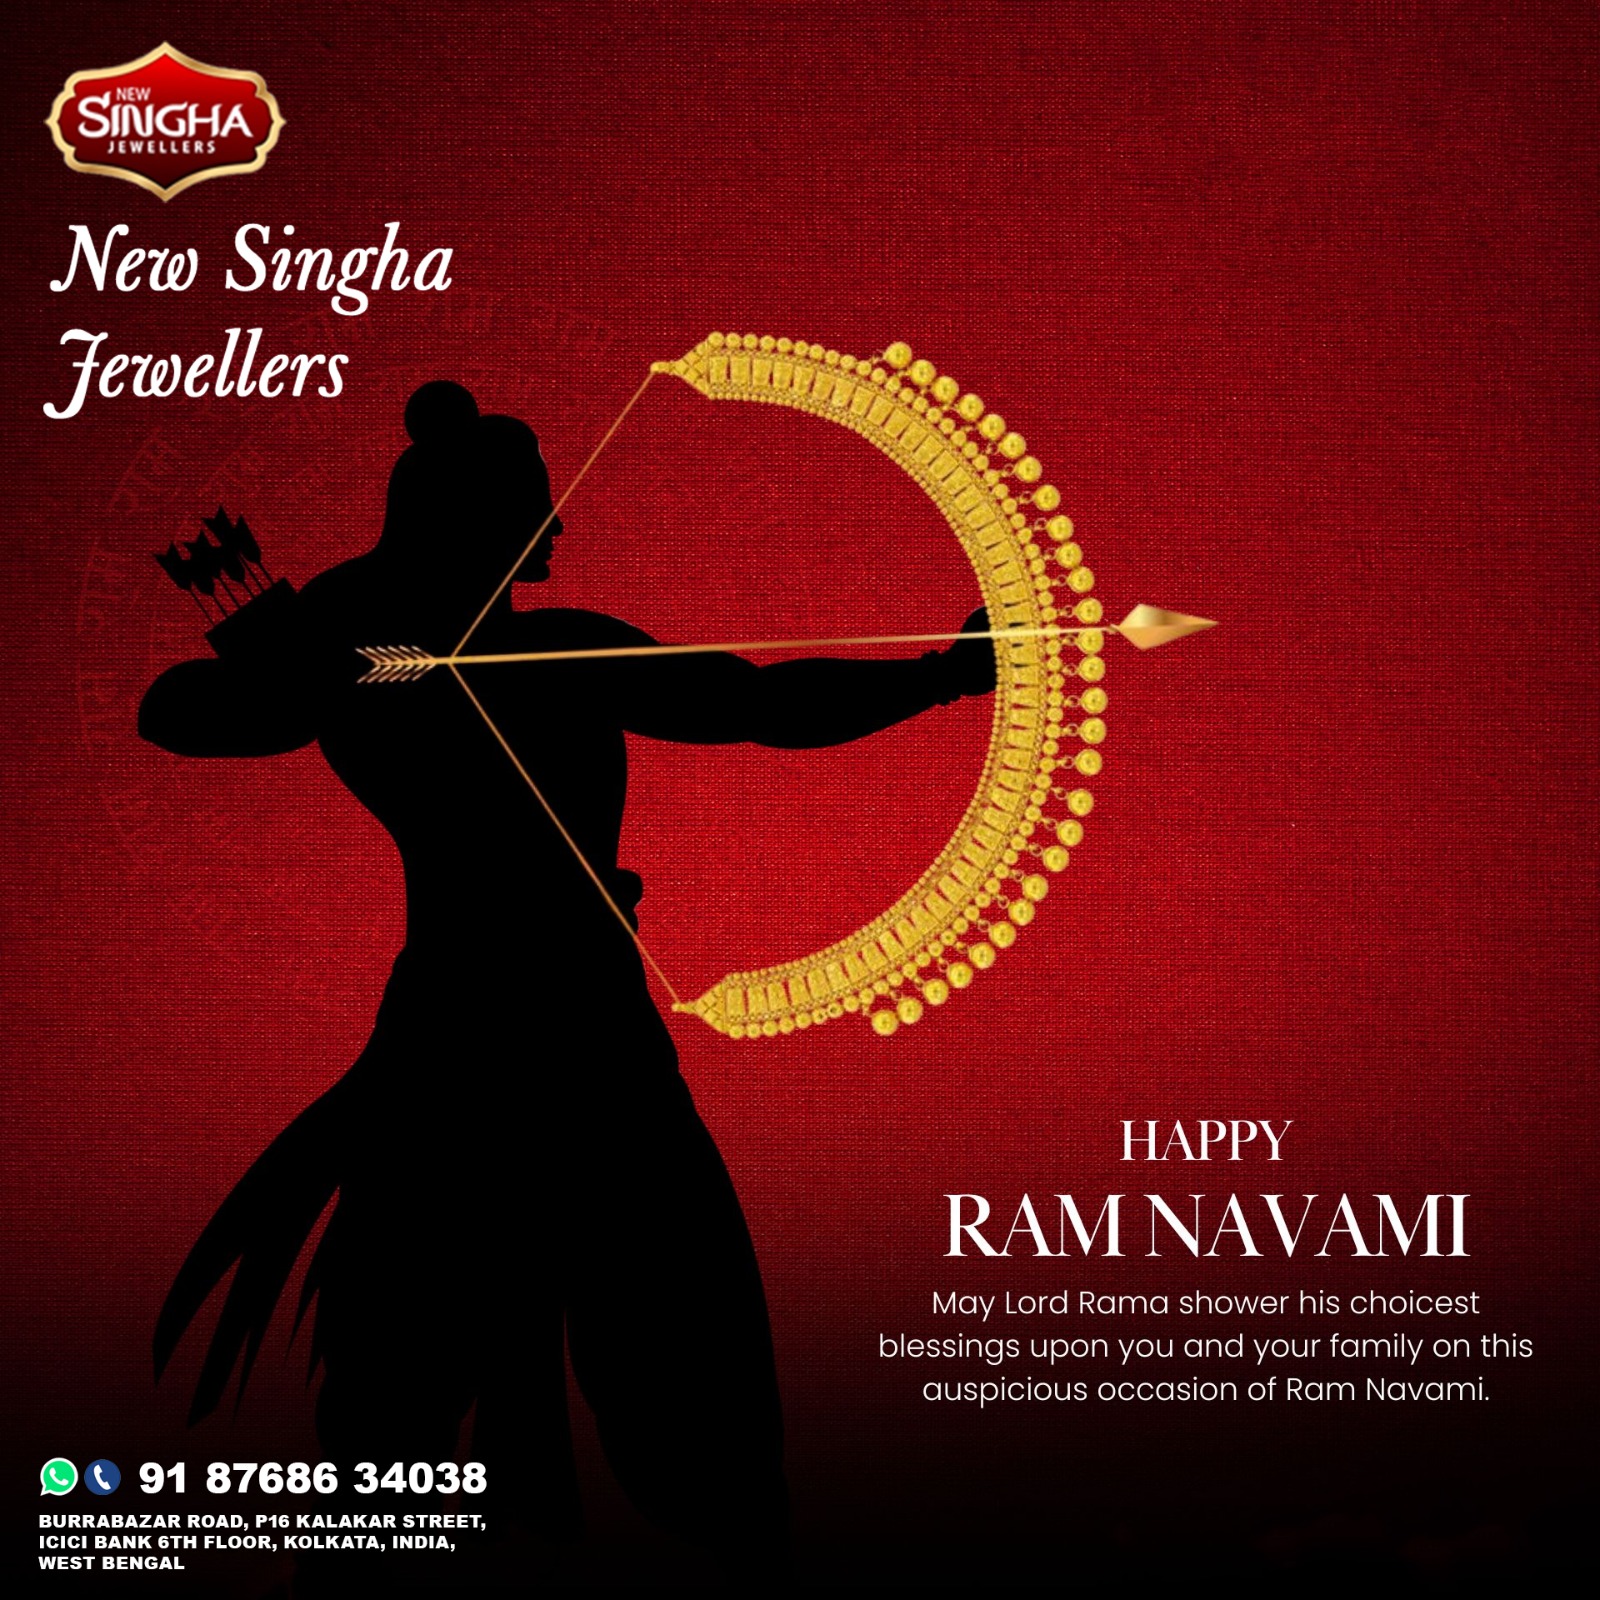 NEW
SINGHA
JEWELLERS
New Singha
Jewellers
HAPPY
RAM NAVAMI
May Lord Rama shower his choicest
blessings upon you and your family on this
auspicious occasion of Ram Navami.
91 87686 34038
BURRABAZAR ROAD, P16 KALAKAR STREET,
ICICI BANK 6TH FLOOR, KOLKATA, INDIA,
WEST BENGAL